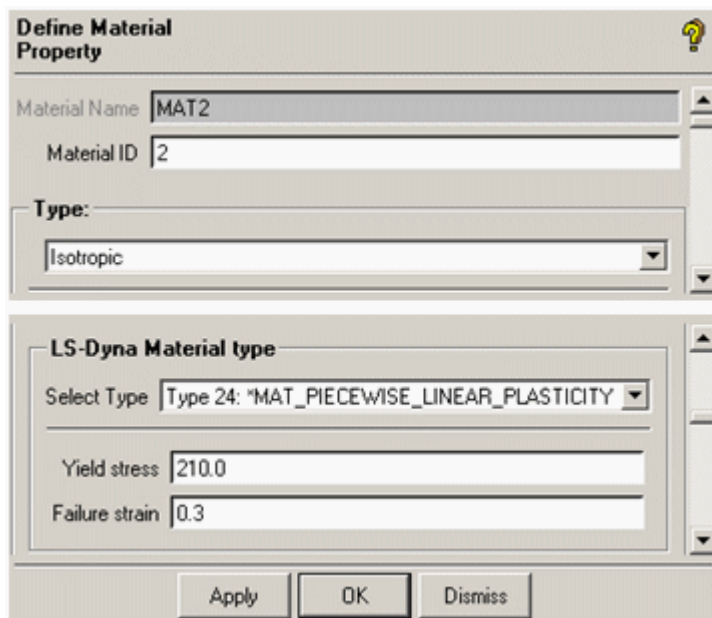 Define Material
Property
Material Name MAT2
Material ID 2
Type:
Isotropic
LS-Dyna Material type
Select Type Type 24: *MAT_PIECEWISE_LINEAR_PLASTICITY
Yield stress 210.0
Failure strain 0.3
Apply OK Dismiss